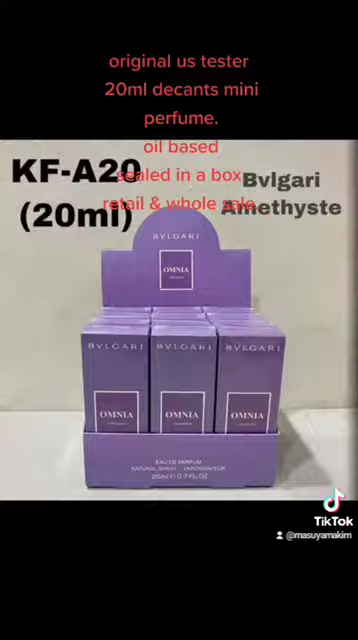 original us tester
20ml decants mini
perfume.
oil based
sealed in a box
retail & whole sale
KF-A20
(20ml)
Bvlgari
Amethyste
BVLGARI
OMNIA
BVLGARI
BVLGARI
BVLGARI
OMNIA
OMNIA
OMNIA
EAU DE PARFUM
NATURAL SPRAY - VAPORISATEUR
20ml ℮ 0.7FL.OZ
TikTok
@masuyamakim